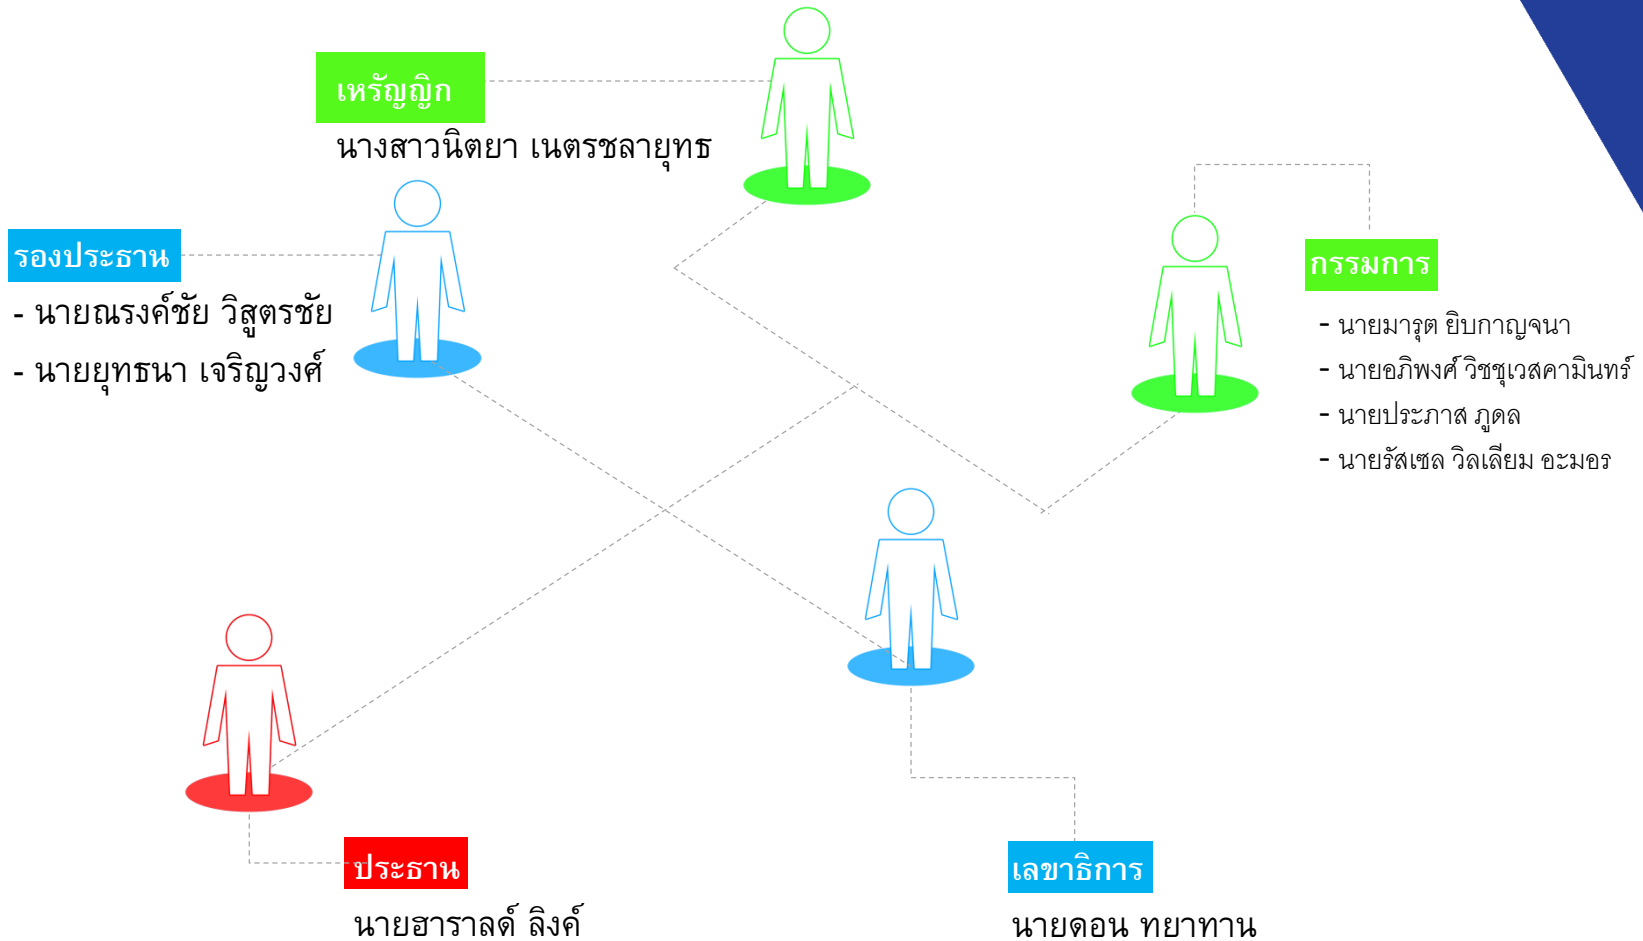 เหรัญญิก
นางสาวนิตยา เนตรชลายุทธ
รองประธาน
- นายณรงค์ชัย วิสูตรชัย
- นายยุทธนา เจริญวงศ์
กรรมการ
- นายมารุต ยิบกาญจนา
- นายอภิพงศ์ วิชชุเวสคามินทร์
- นายประภาส ภูดล
- นายรัสเซล วิลเลียม อะมอร
ประธาน
นายฮาราลด์ ลิงค์
เลขาธิการ
นายดอน ทยาทาน